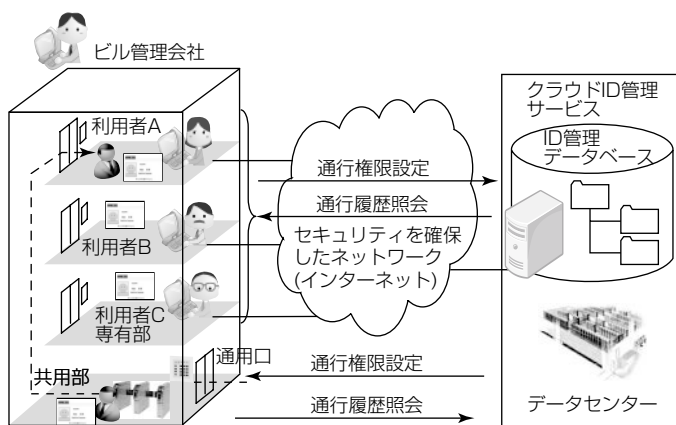 ビル管理会社
利用者A
利用者B
利用者C
専有部
共用部
通用口
通行権限設定
通行履歴照会
セキュリティを確保
したネットワーク
(インターネット)
通行権限設定
通行履歴照会
クラウドID管理
サービス
ID管理
データベース
データセンター